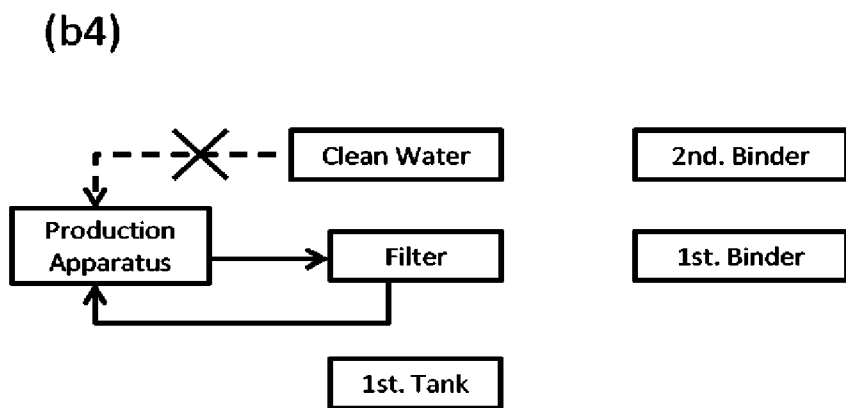 (b4)
Clean Water
2nd. Binder
Production
Apparatus
Filter
1st. Binder
1st. Tank